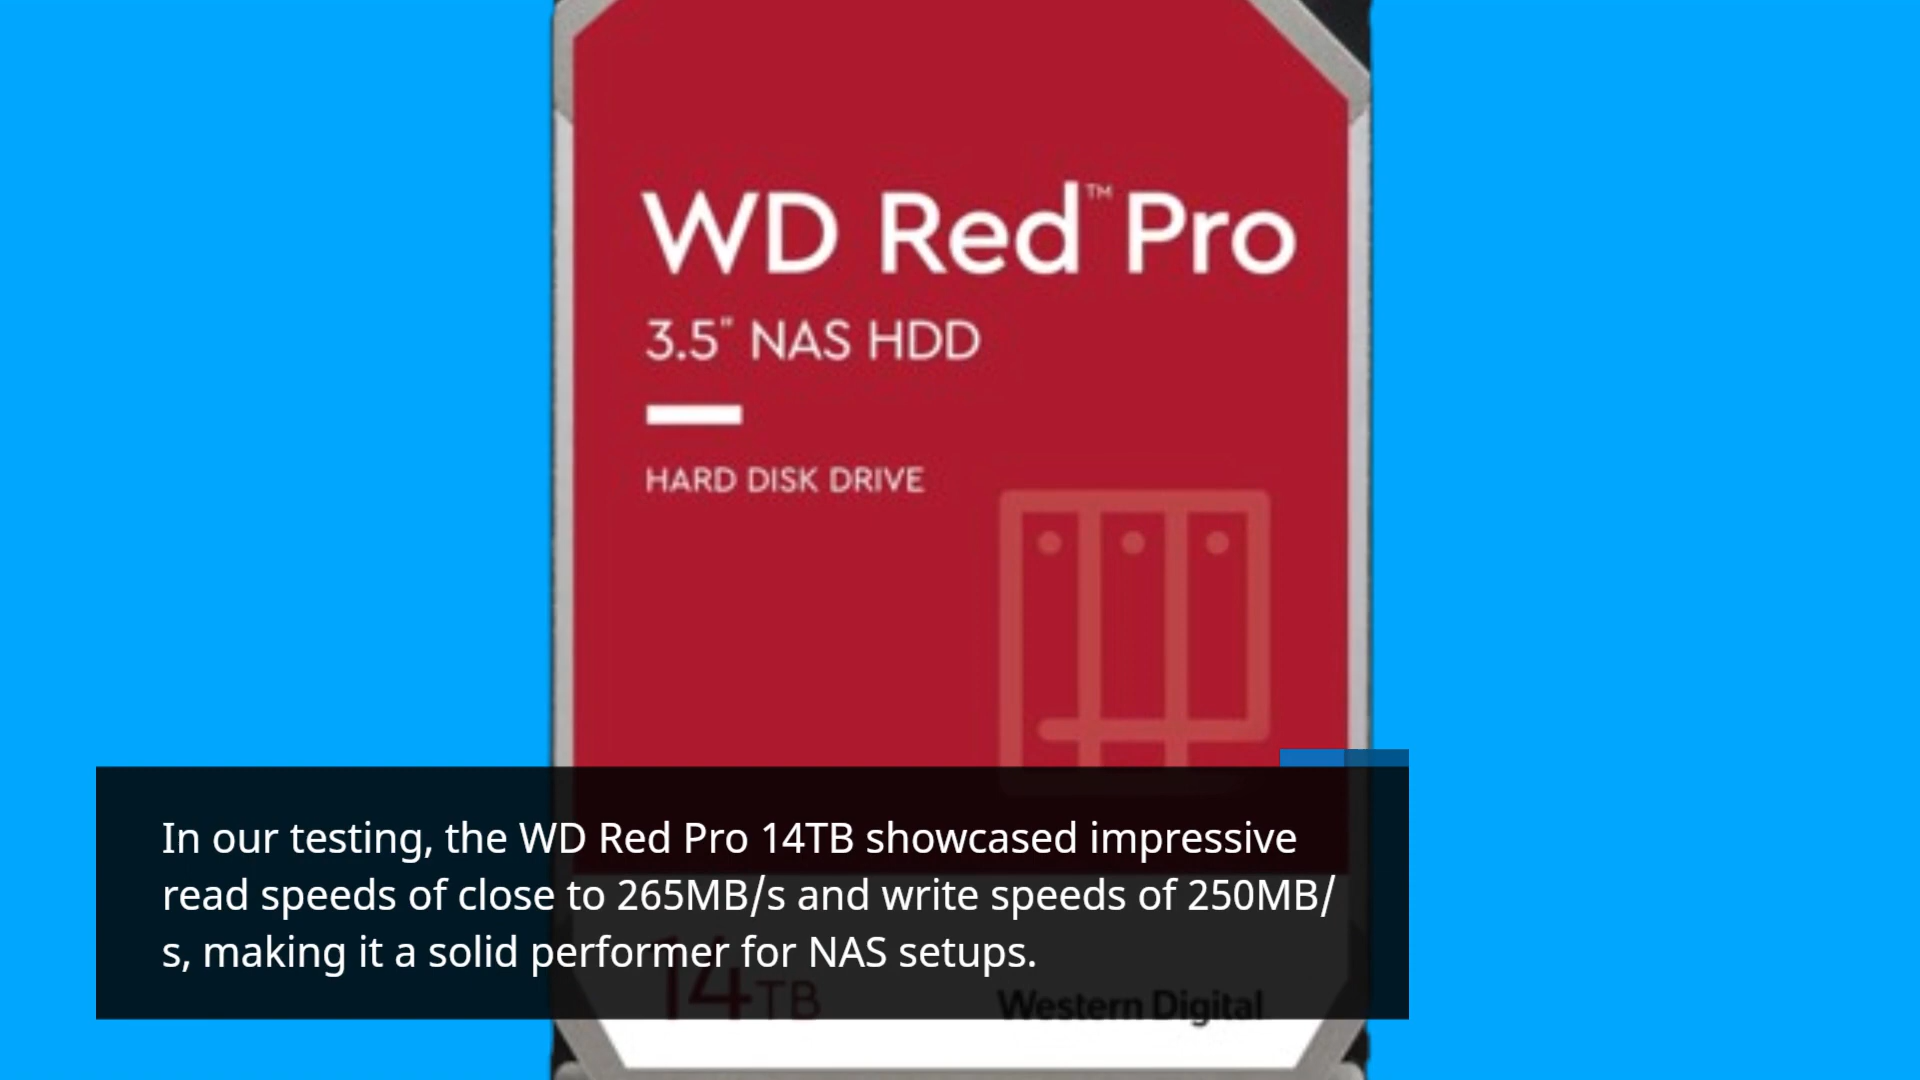 WD Red™ Pro
3.5" NAS HDD
HARD DISK DRIVE
In our testing, the WD Red Pro 14TB showcased impressive
read speeds of close to 265MB/s and write speeds of 250MB/
s, making it a solid performer for NAS setups.
14TB
Western Digital